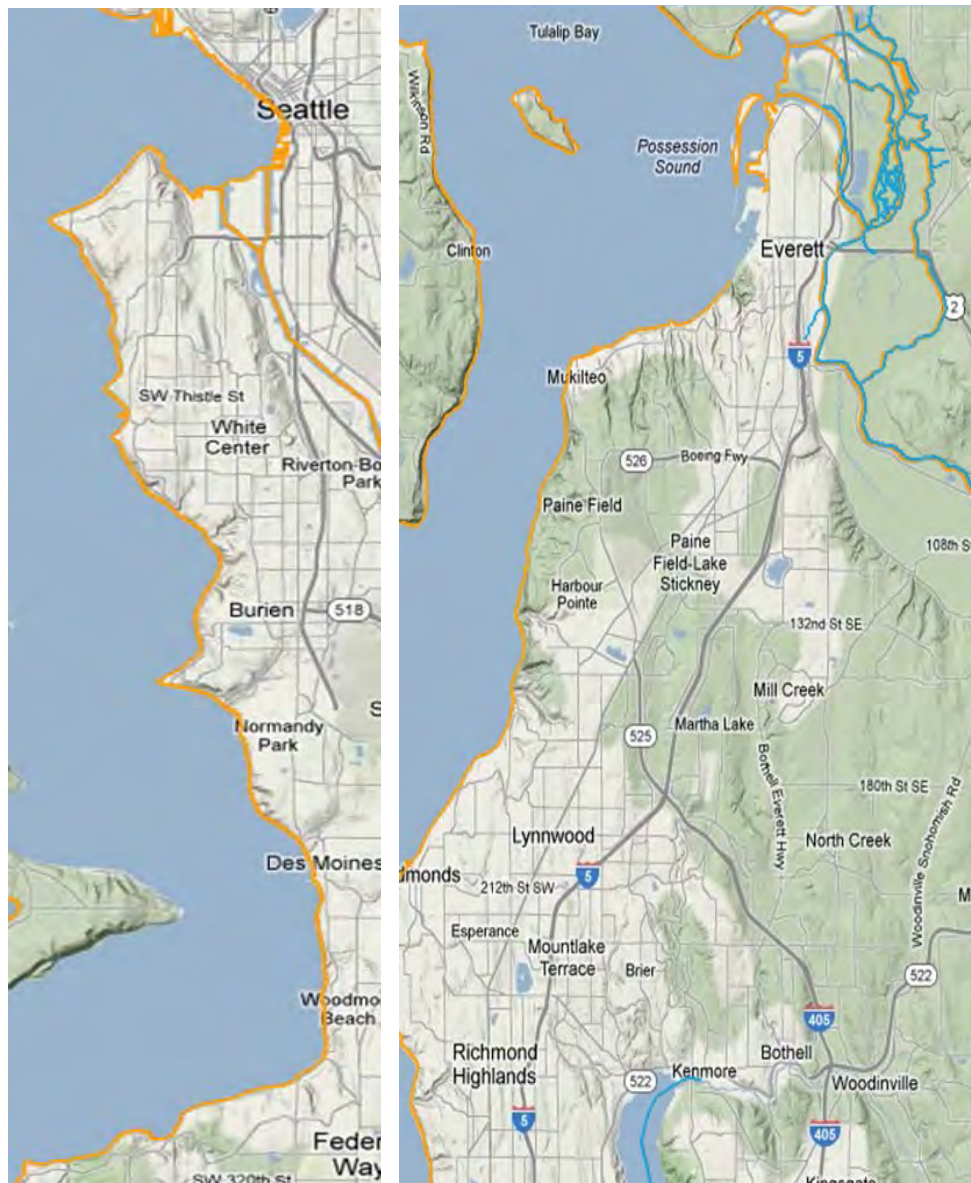 Seattle
SW Thistle St
White
Center
Riverton-Bo
Park
Burien
518
S
Normandy
Park
Des Moines
Woodmo
Beach
Feder
Way
SW 320th St
Tulalip Bay
Wilkinson Rd
Possession
Sound
Clinton
Everett
2
5
Mukilteo
526
Boeing Fwy
Paine Field
108th S
Paine
Field-Lake
Stickney
Harbour
Pointe
132nd St SE
Mill Creek
525
Martha Lake
Bothell Everett Hwy
180th St SE
Woodinville Snohomish Rd
Lynnwood
North Creek
dmonds
5
212th St SW
M
Esperance
Mountlake
Terrace
Brier
522
405
Richmond
Highlands
522
Kenmore
Bothell
Woodinville
5
405
Kingsgate